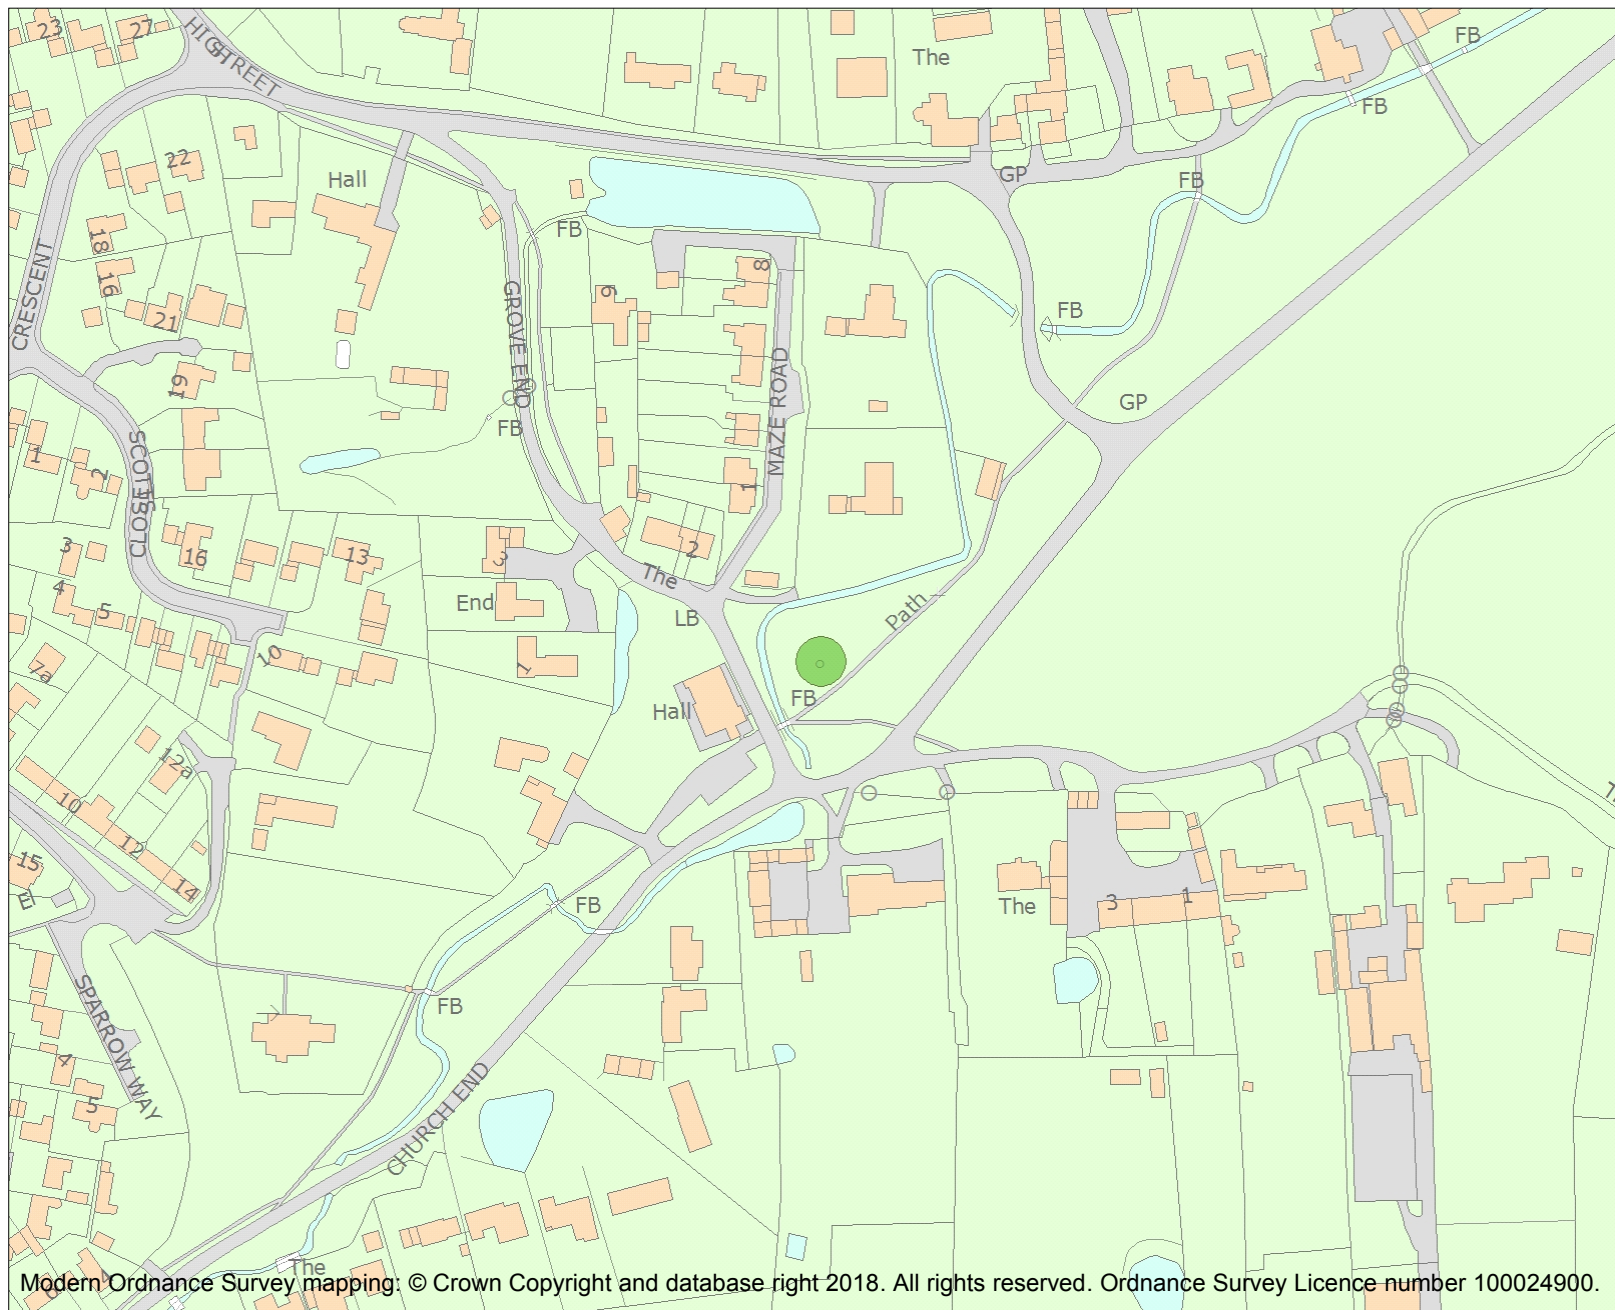 23
27
HIGH
STREET
The
FB
FB
GP
FB
22
Hall
18
16
FB
CRESCENT
21
GROVE END
6
8
FB
MAZE ROAD
19
FB
GP
1
2
SCOTTS
CLOSE
1
3
16
13
3
2
4
5
The
End
LB
Path
10
7a
1
Hall
FB
12a
10
12
14
15
FB
The
3
1
SPARROW WAY
FB
4
5
CHURCH END
The
Modern Ordnance Survey mapping: © Crown Copyright and database right 2018. All rights reserved. Ordnance Survey Licence number 100024900.